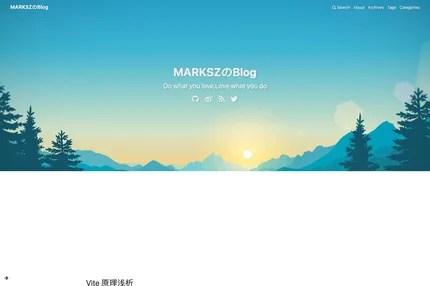 MARKSZのBlog
Search About Archives Tags Categories
MARKSZのBlog
Do what you love,Love what you do
Vite 原理浅析